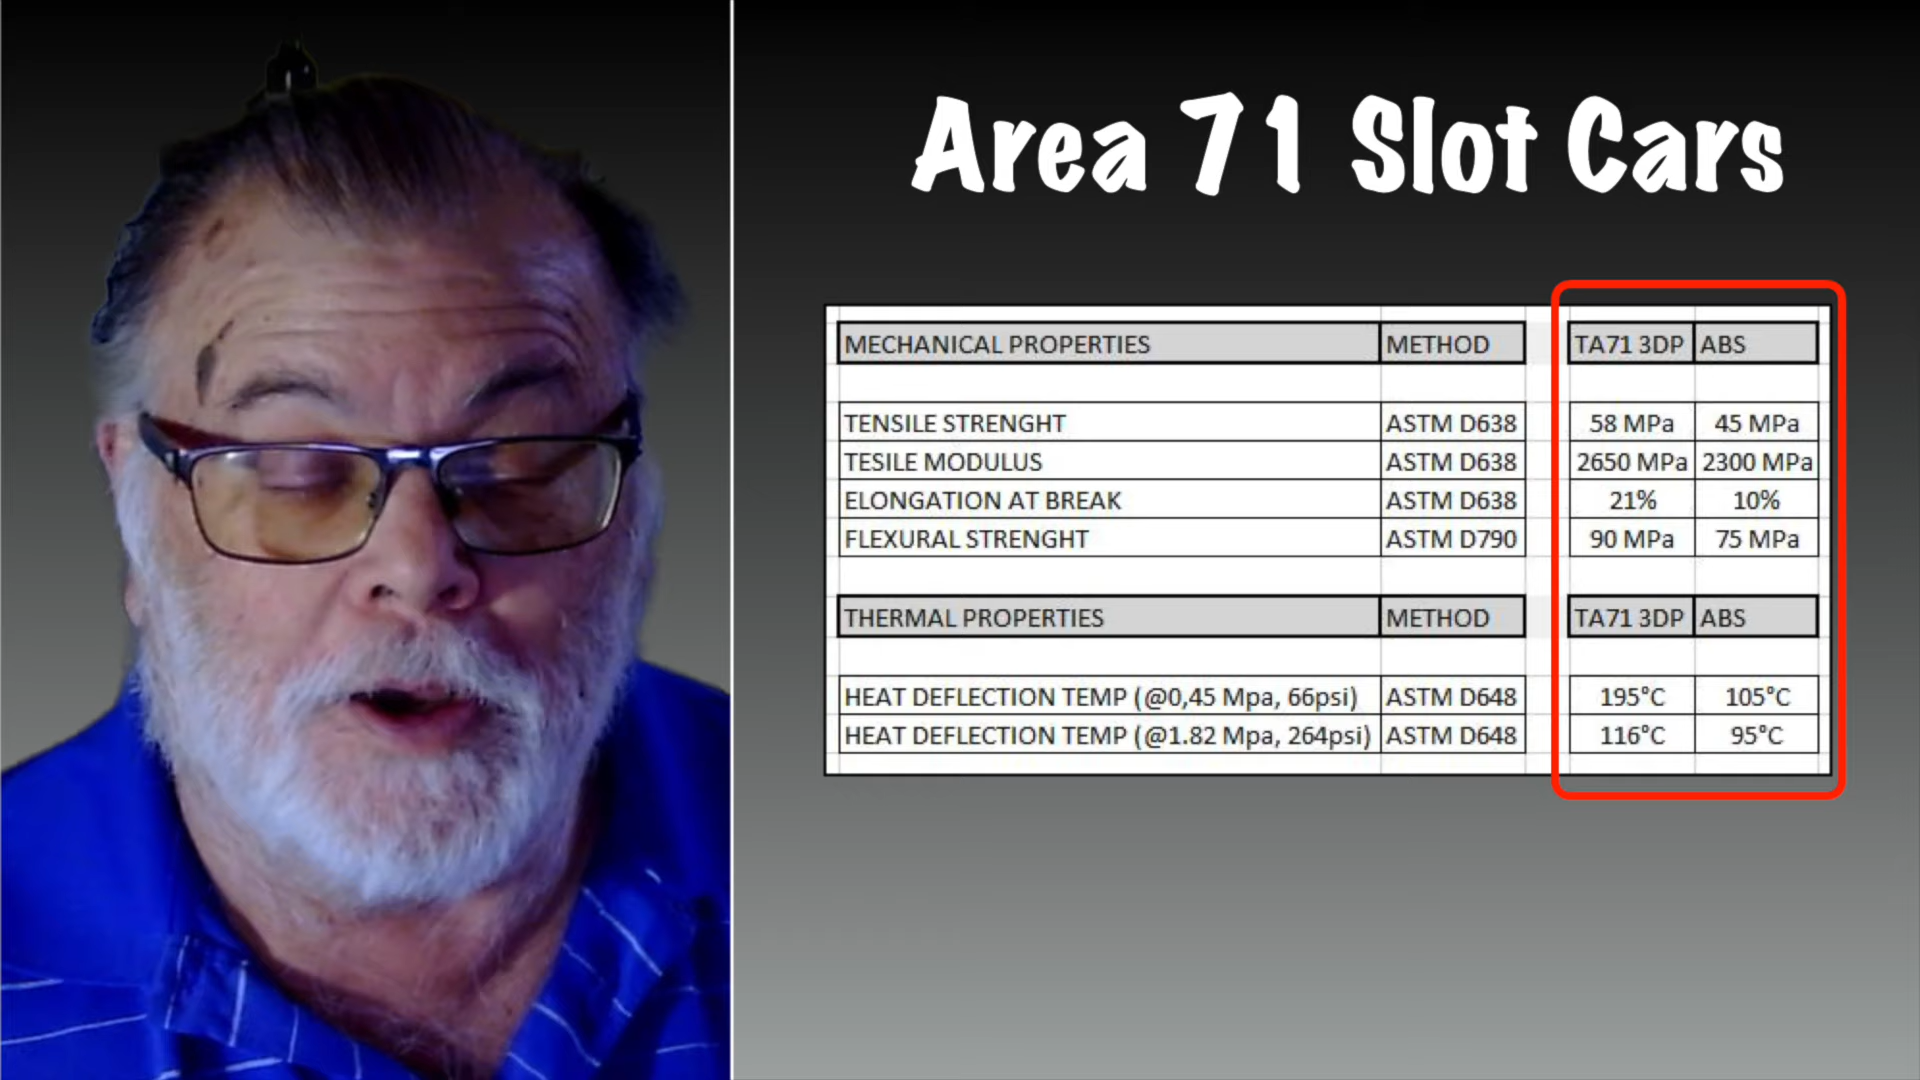 Area 71 Slot Cars
MECHANICAL PROPERTIES METHOD TA71 3DP ABS
TENSILE STRENGHT ASTM D638 58 MPa 45 MPa
TESILE MODULUS ASTM D638 2650 MPa 2300 MPa
ELONGATION AT BREAK ASTM D638 21% 10%
FLEXURAL STRENGHT ASTM D790 90 MPa 75 MPa
THERMAL PROPERTIES METHOD TA71 3DP ABS
HEAT DEFLECTION TEMP (@0,45 Mpa, 66psi) ASTM D648 195°C 105°C
HEAT DEFLECTION TEMP (@1.82 Mpa, 264psi) ASTM D648 116°C 95°C